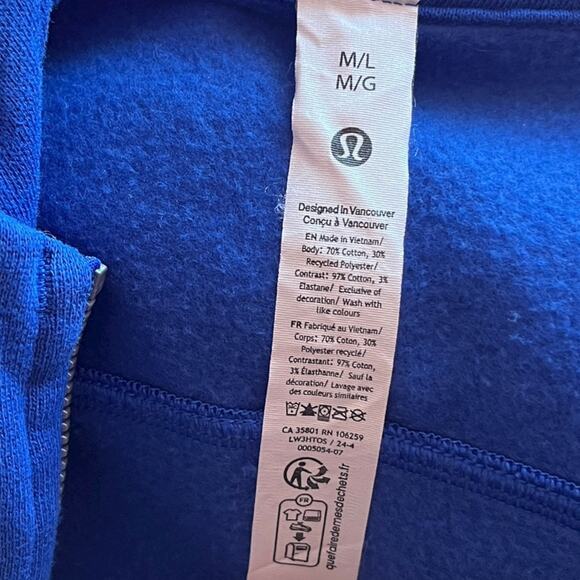 M/L
M/G
Designed in Vancouver
Conçu à Vancouver
EN Made in Vietnam/
Body: 70% Cotton, 30%
Recycled Polyester/
Contrast: 97% Cotton, 3%
Elastane/ Exclusive of
decoration/ Wash with
like colours
FR Fabriqué au Vietnam/
Corps: 70% Coton, 30%
Polyester recyclé/
Contrastant: 97% Coton,
3% Élasthanne/ Sauf la
décoration/ Lavage avec
des couleurs similaires
CA 35801 RN 106259
LW3HTOS / 24-4
0005054-07
FR
quefairedemesdechets.fr